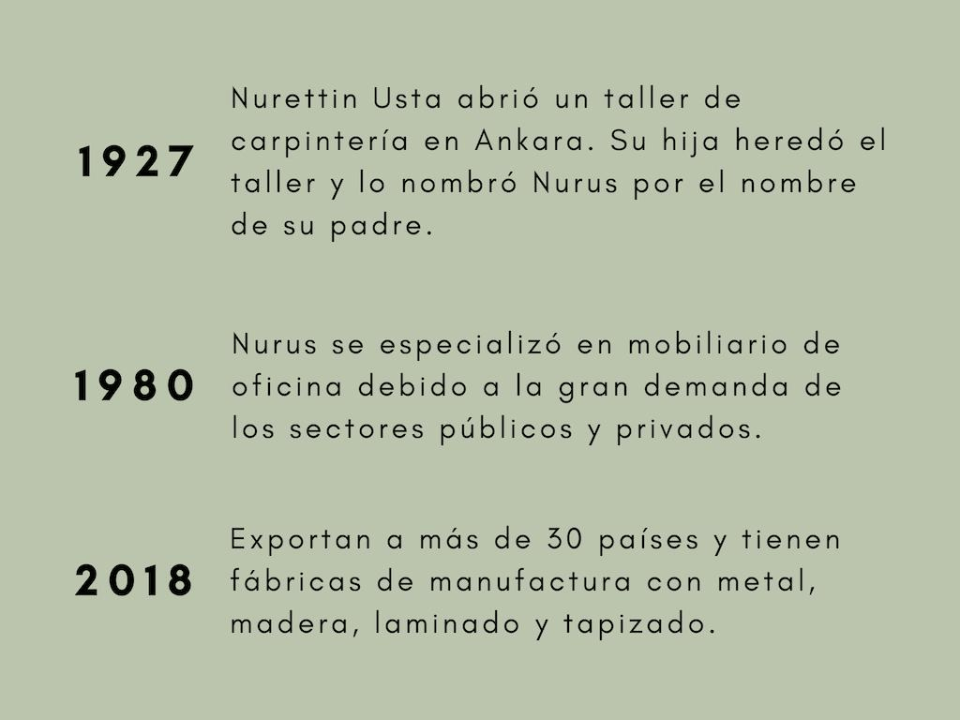 1927
Nurettin Usta abrió un taller de
carpintería en Ankara. Su hija heredó el
taller y lo nombró Nurus por el nombre
de su padre.
1980
Nurus se especializó en mobiliario de
oficina debido a la gran demanda de
los sectores públicos y privados.
2018
Exportan a más de 30 países y tienen
fábricas de manufactura con metal,
madera, laminado y tapizado.